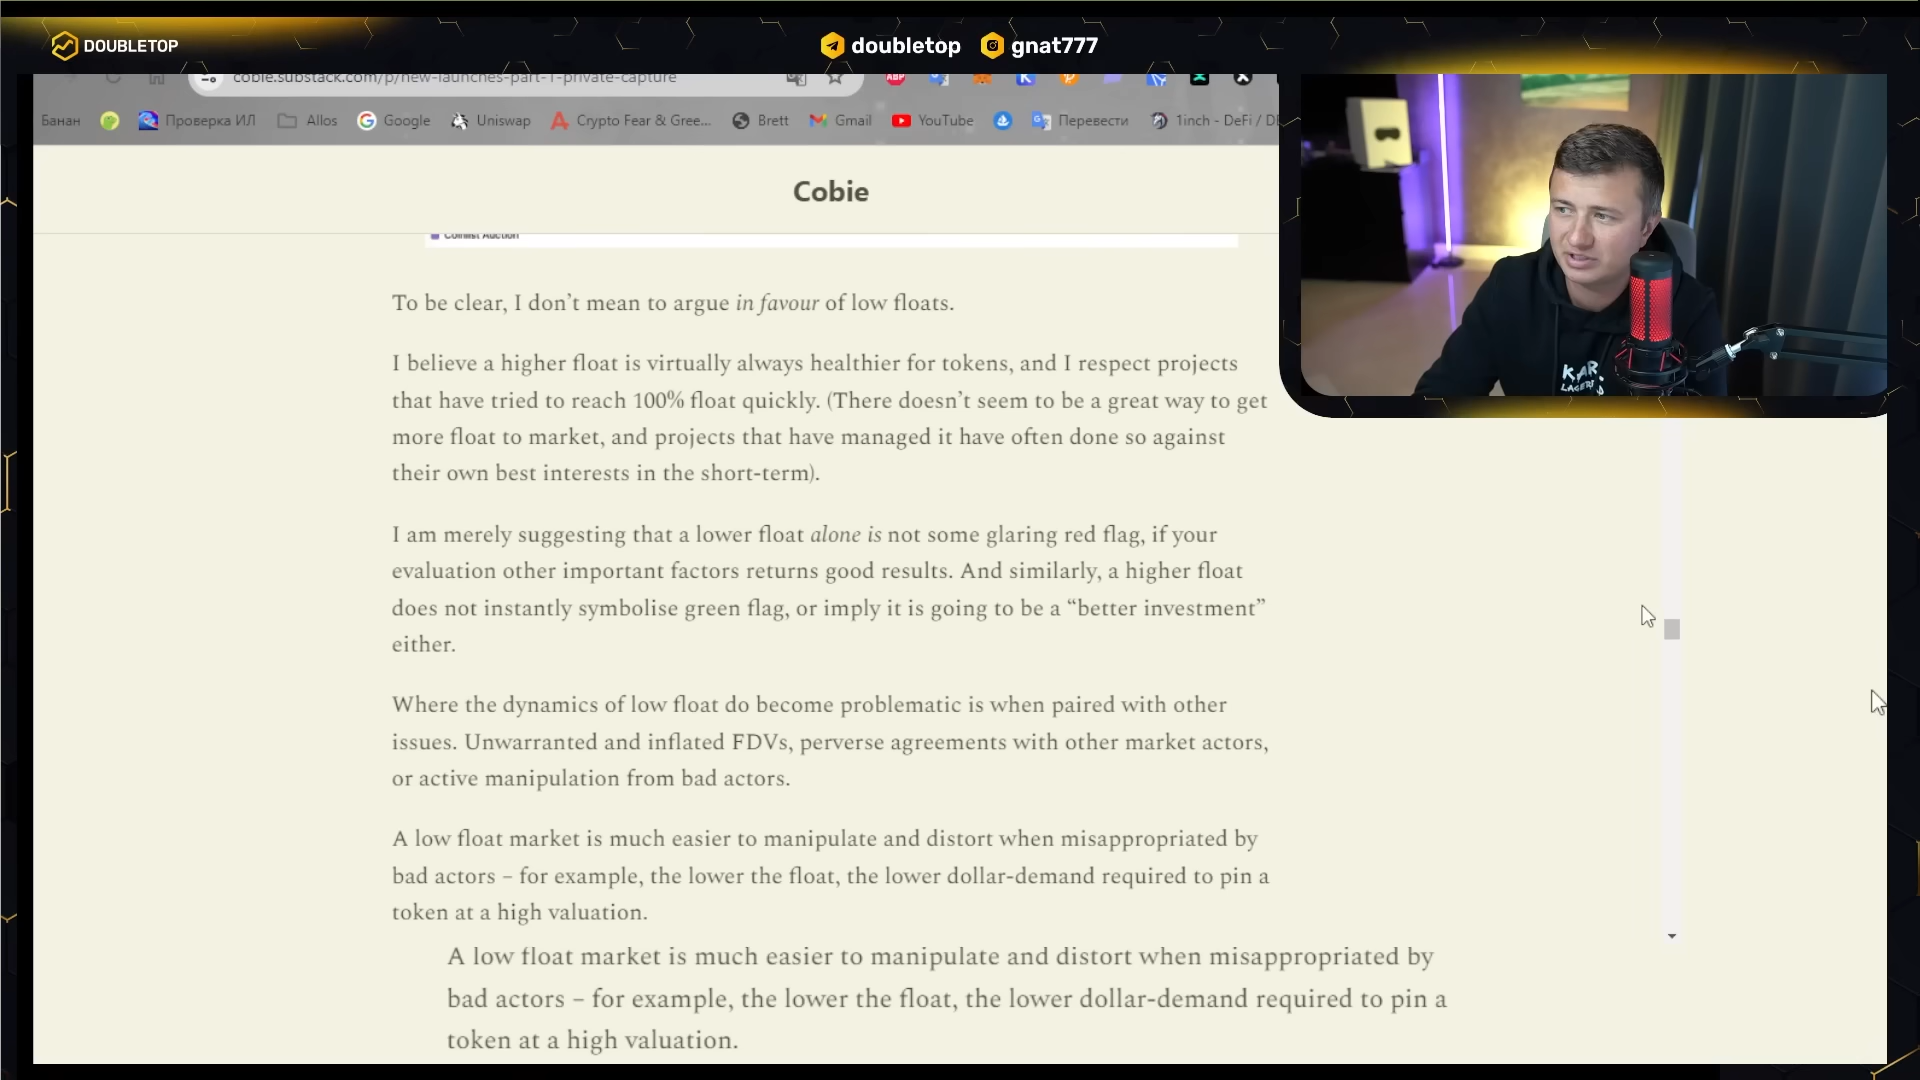 DOUBLETOP
doubletop
gnat777
cobie.substack.com/p/new-launches-part-1-private-capture
ABP
Банан
Проверка ИЛ
Allos
Google
Uniswap
Crypto Fear & Gree...
Brett
Gmail
YouTube
Перевести
1inch - DeFi / D
Cobie
Coinlist Auction
To be clear, I don’t mean to argue in favour of low floats.
I believe a higher float is virtually always healthier for tokens, and I respect projects
that have tried to reach 100% float quickly. (There doesn’t seem to be a great way to get
more float to market, and projects that have managed it have often done so against
their own best interests in the short-term).
I am merely suggesting that a lower float alone is not some glaring red flag, if your
evaluation other important factors returns good results. And similarly, a higher float
does not instantly symbolise green flag, or imply it is going to be a “better investment”
either.
Where the dynamics of low float do become problematic is when paired with other
issues. Unwarranted and inflated FDVs, perverse agreements with other market actors,
or active manipulation from bad actors.
A low float market is much easier to manipulate and distort when misappropriated by
bad actors – for example, the lower the float, the lower dollar-demand required to pin a
token at a high valuation.
A low float market is much easier to manipulate and distort when misappropriated by
bad actors – for example, the lower the float, the lower dollar-demand required to pin a
token at a high valuation.